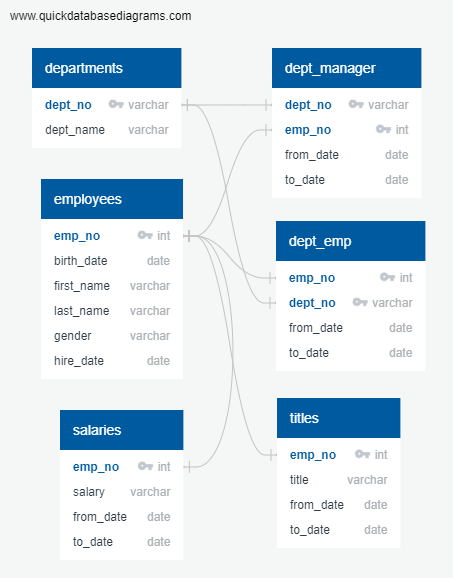 www.quickdatabasediagrams.com
departments
dept_no varchar
dept_name varchar
dept_manager
dept_no varchar
emp_no int
from_date date
to_date date
employees
emp_no int
birth_date date
first_name varchar
last_name varchar
gender varchar
hire_date date
dept_emp
emp_no int
dept_no varchar
from_date date
to_date date
salaries
emp_no int
salary varchar
from_date date
to_date date
titles
emp_no int
title varchar
from_date date
to_date date